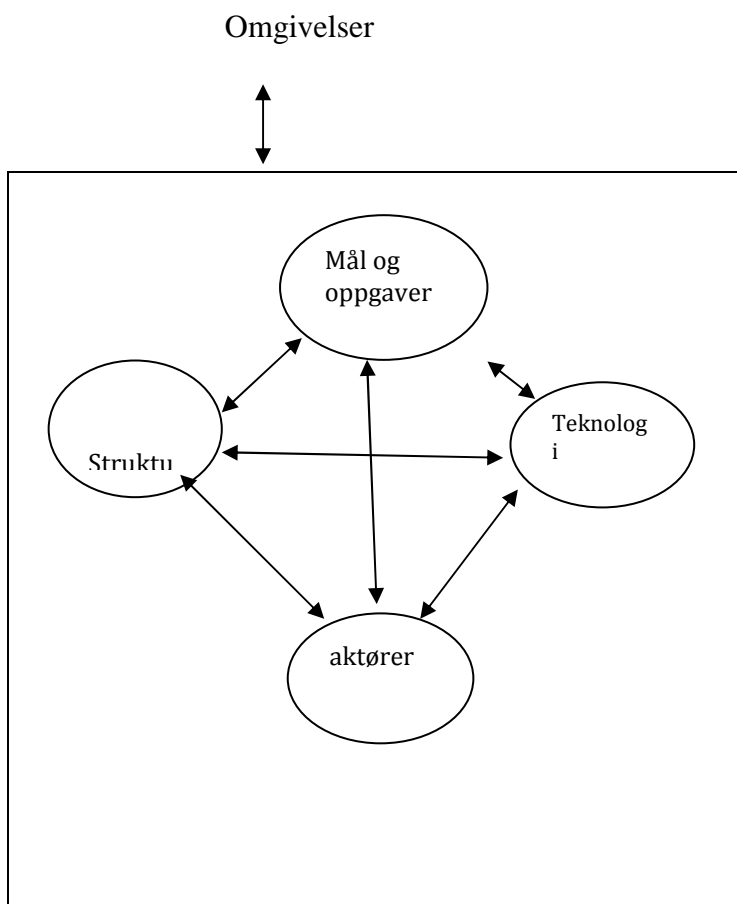 Omgivelser
Mål og
oppgaver
Teknolog
i
Struktu
aktører